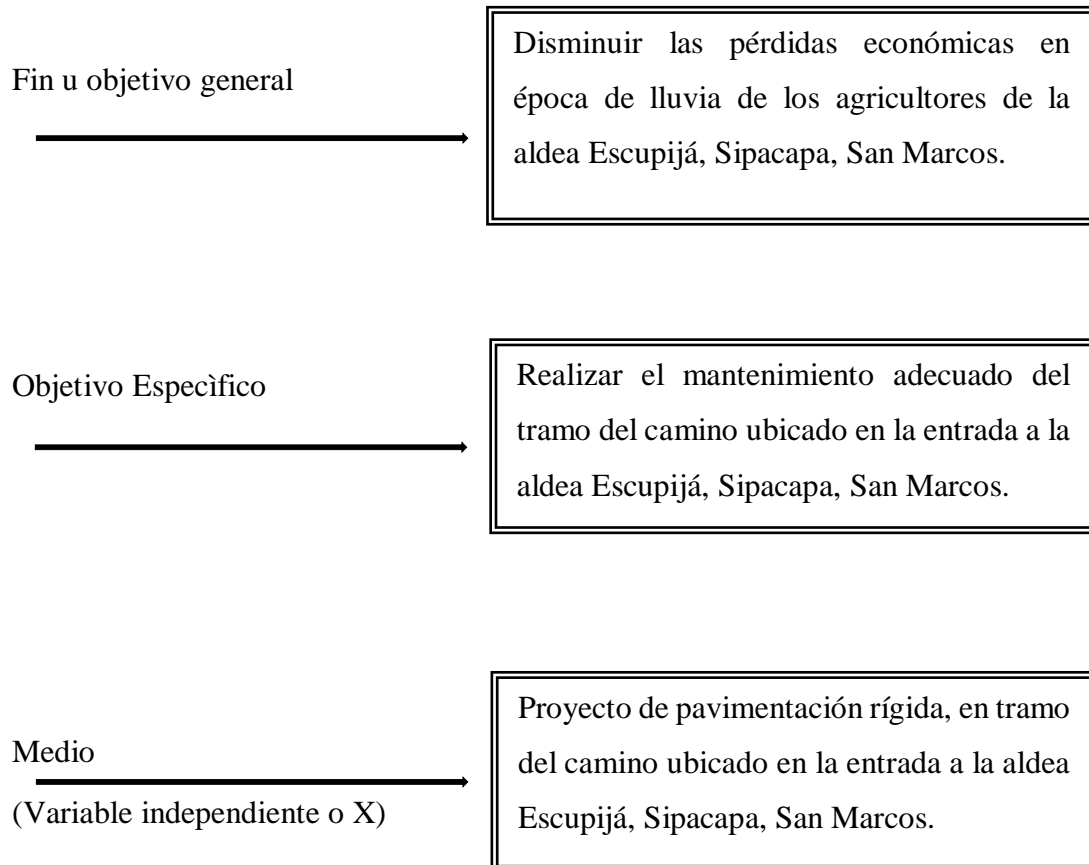 Fin u objetivo general
Disminuir las pérdidas económicas en
época de lluvia de los agricultores de la
aldea Escupijá, Sipacapa, San Marcos.
Objetivo Especìfico
Realizar el mantenimiento adecuado del
tramo del camino ubicado en la entrada a la
aldea Escupijá, Sipacapa, San Marcos.
Medio
(Variable independiente o X)
Proyecto de pavimentación rígida, en tramo
del camino ubicado en la entrada a la aldea
Escupijá, Sipacapa, San Marcos.